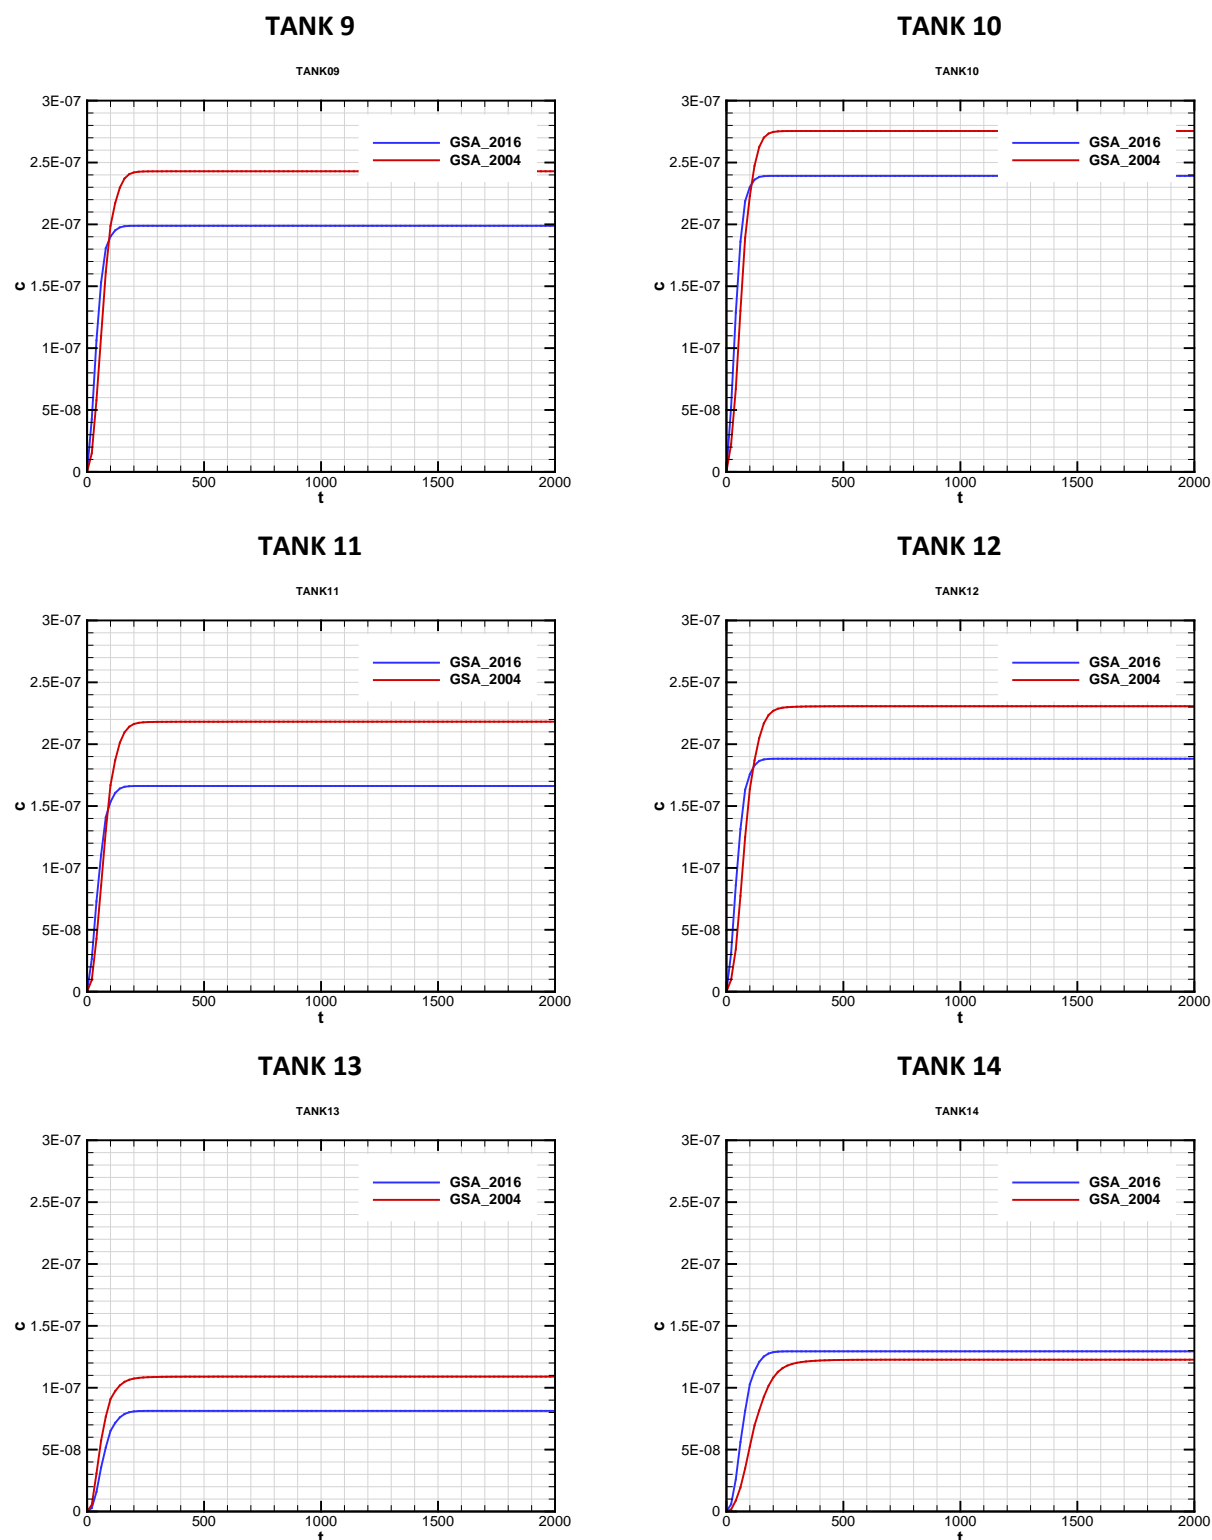 TANK 9
TANK09
3E-07
2.5E-07
2E-07
1.5E-07
1E-07
5E-08
0
c
GSA_2016
GSA_2004
0 500 1000 1500 2000
t
TANK 10
TANK10
3E-07
2.5E-07
2E-07
1.5E-07
1E-07
5E-08
0
c
GSA_2016
GSA_2004
0 500 1000 1500 2000
t
TANK 11
TANK11
3E-07
2.5E-07
2E-07
1.5E-07
1E-07
5E-08
0
c
GSA_2016
GSA_2004
0 500 1000 1500 2000
t
TANK 12
TANK12
3E-07
2.5E-07
2E-07
1.5E-07
1E-07
5E-08
0
c
GSA_2016
GSA_2004
0 500 1000 1500 2000
t
TANK 13
TANK13
3E-07
2.5E-07
2E-07
1.5E-07
1E-07
5E-08
0
c
GSA_2016
GSA_2004
0 500 1000 1500 2000
t
TANK 14
TANK14
3E-07
2.5E-07
2E-07
1.5E-07
1E-07
5E-08
0
c
GSA_2016
GSA_2004
0 500 1000 1500 2000
t